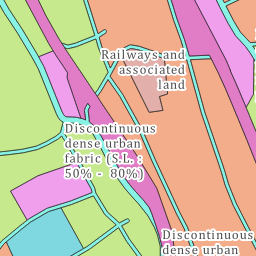 Railways and
associated
land
Discontinuous
dense urban
fabric (S.L. :
50% - 80%)
Discontinuous
dense urban